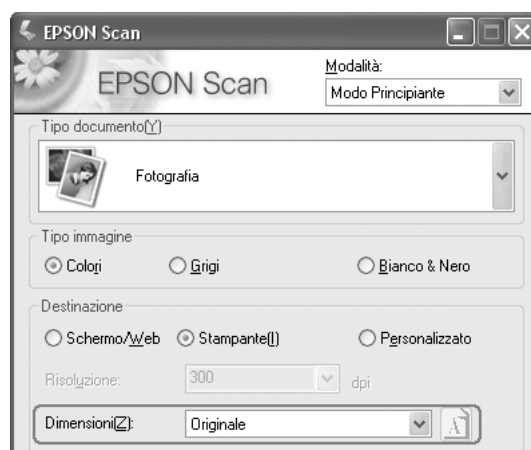 EPSON Scan
EPSON Scan
Modalità:
Modo Principiante
Tipo documento(Y)
Fotografia
Tipo immagine
Colori Grigi Bianco & Nero
Destinazione
Schermo/Web Stampante(I) Personalizzato
Risoluzione: 300 dpi
Dimensioni(Z): Originale
A